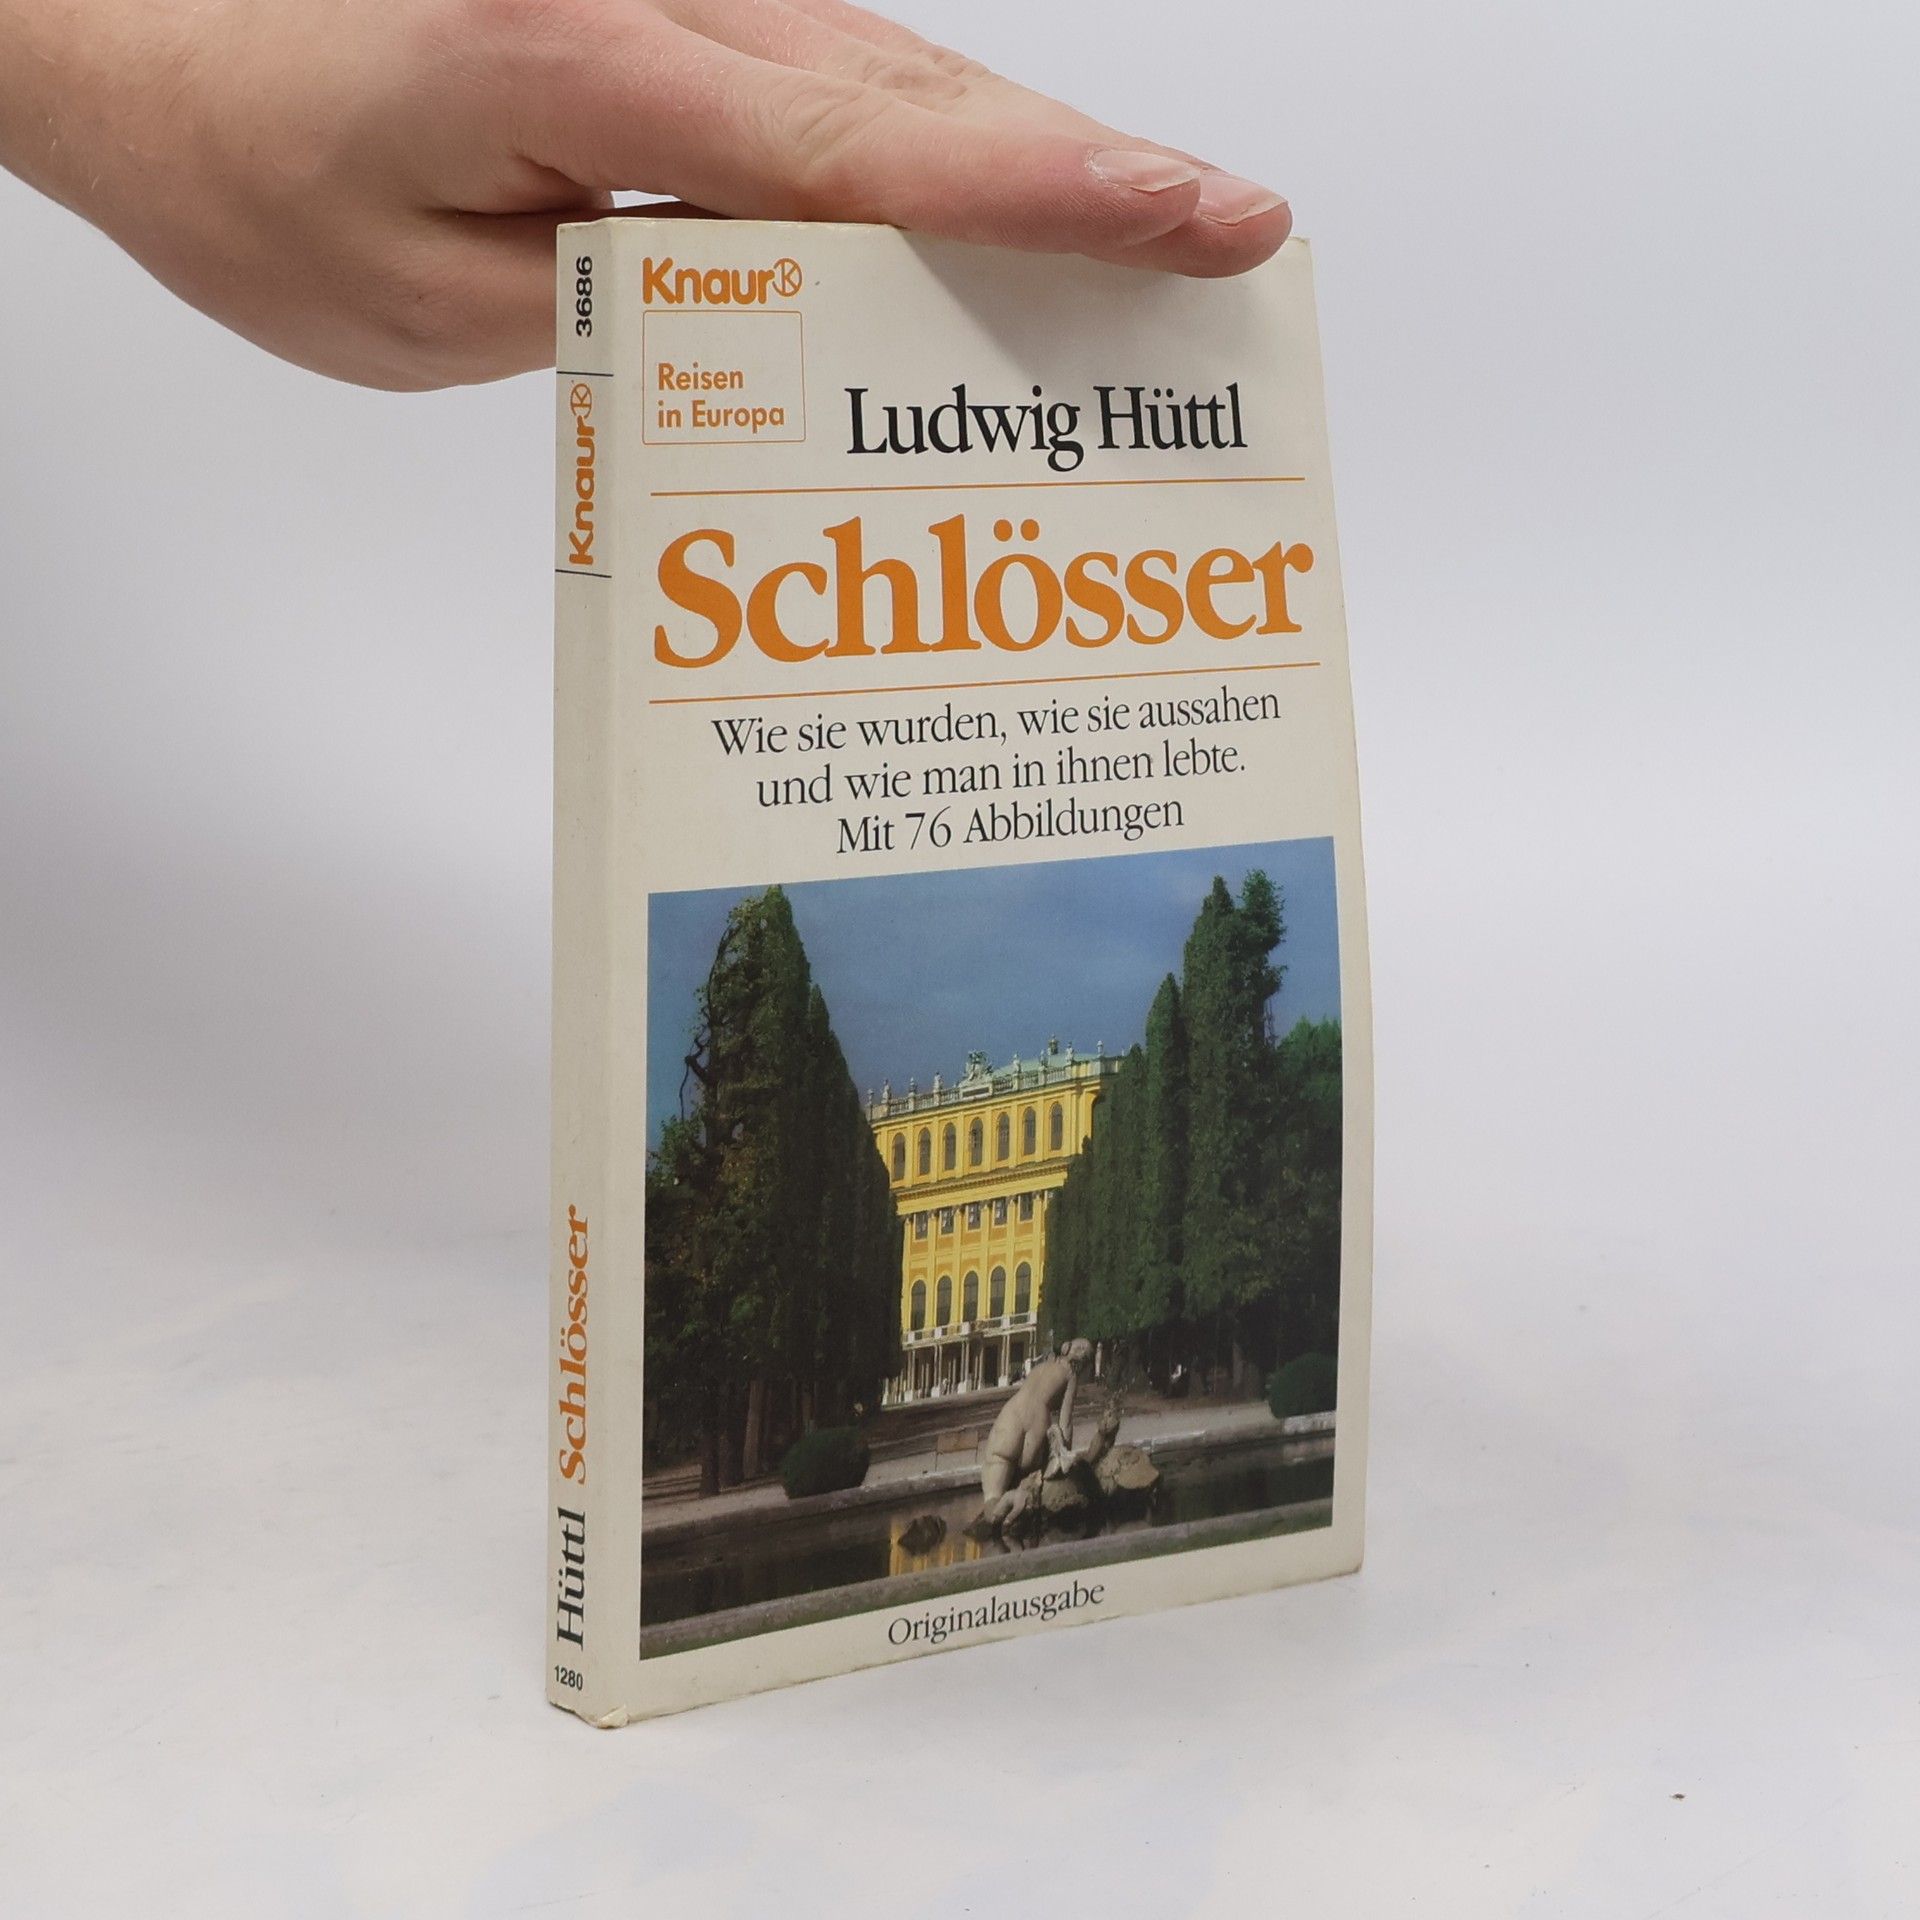 Knaur
Reisen
in Europa
Ludwig Hüttl
Schlösser
Wie sie wurden, wie sie aussahen
und wie man in ihnen lebte.
Mit 76 Abbildungen
Originalausgabe
3686
Knaur
Hüttl Schlösser
1280